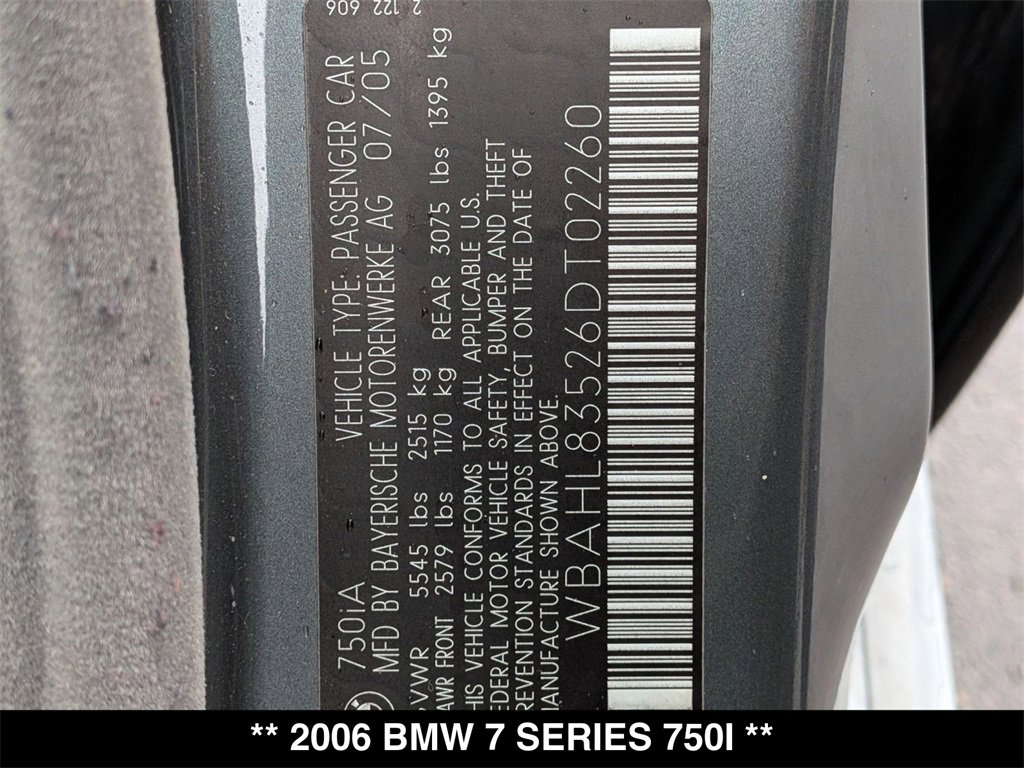 2 122 606
750iA VEHICLE TYPE: PASSENGER CAR
MFD BY BAYERISCHE MOTORENWERKE AG 07/05
VWR 5545 lbs 2515 kg
AWR FRONT 2579 lbs 1170 kg REAR 3075 lbs 1395 kg
HIS VEHICLE CONFORMS TO ALL APPLICABLE U.S.
EDERAL MOTOR VEHICLE SAFETY, BUMPER AND THEFT
REVENTION STANDARDS IN EFFECT ON THE DATE OF
ANUFACTURE SHOWN ABOVE.
WBAHL83526DT02260
** 2006 BMW 7 SERIES 750I **